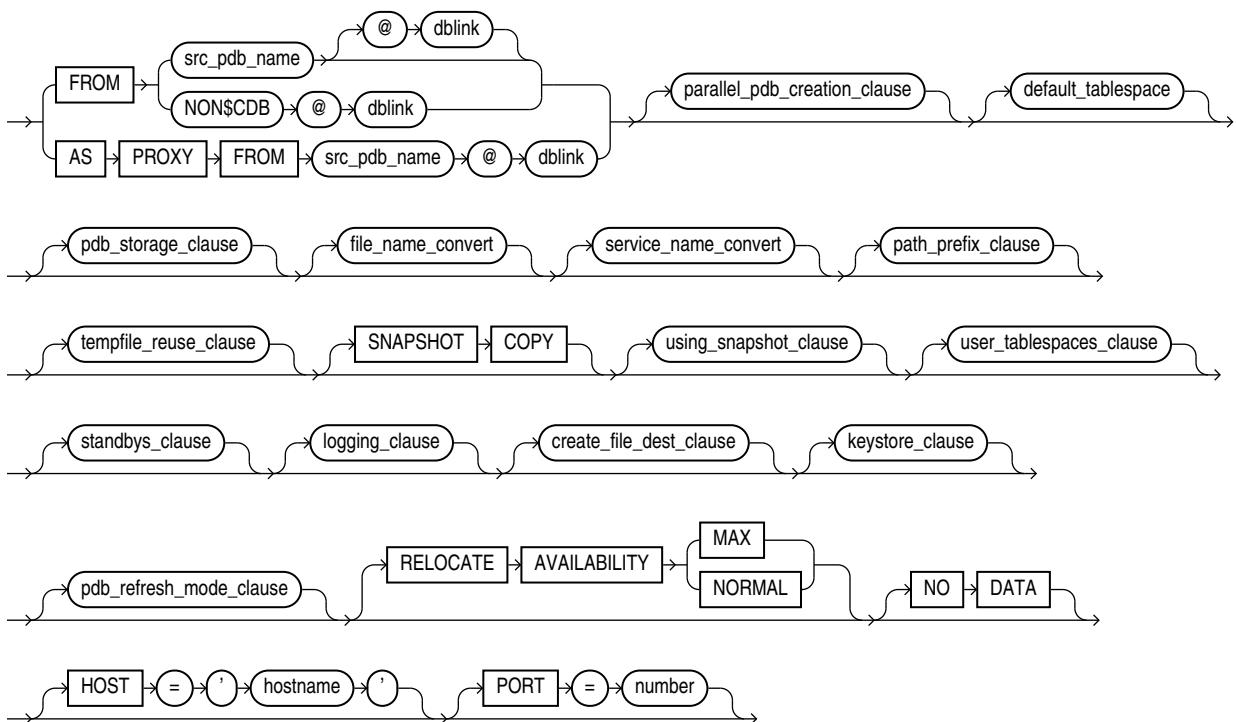 @ dblink
src_pdb_name
FROM
NON$CDB @ dblink
parallel_pdb_creation_clause default_tablespace
AS PROXY FROM src_pdb_name @ dblink
pdb_storage_clause file_name_convert service_name_convert path_prefix_clause
tempfile_reuse_clause SNAPSHOT COPY using_snapshot_clause user_tablespaces_clause
standbys_clause logging_clause create_file_dest_clause keystore_clause
MAX
RELOCATE AVAILABILITY
pdb_refresh_mode_clause NORMAL NO DATA
HOST = ' hostname ' PORT = number